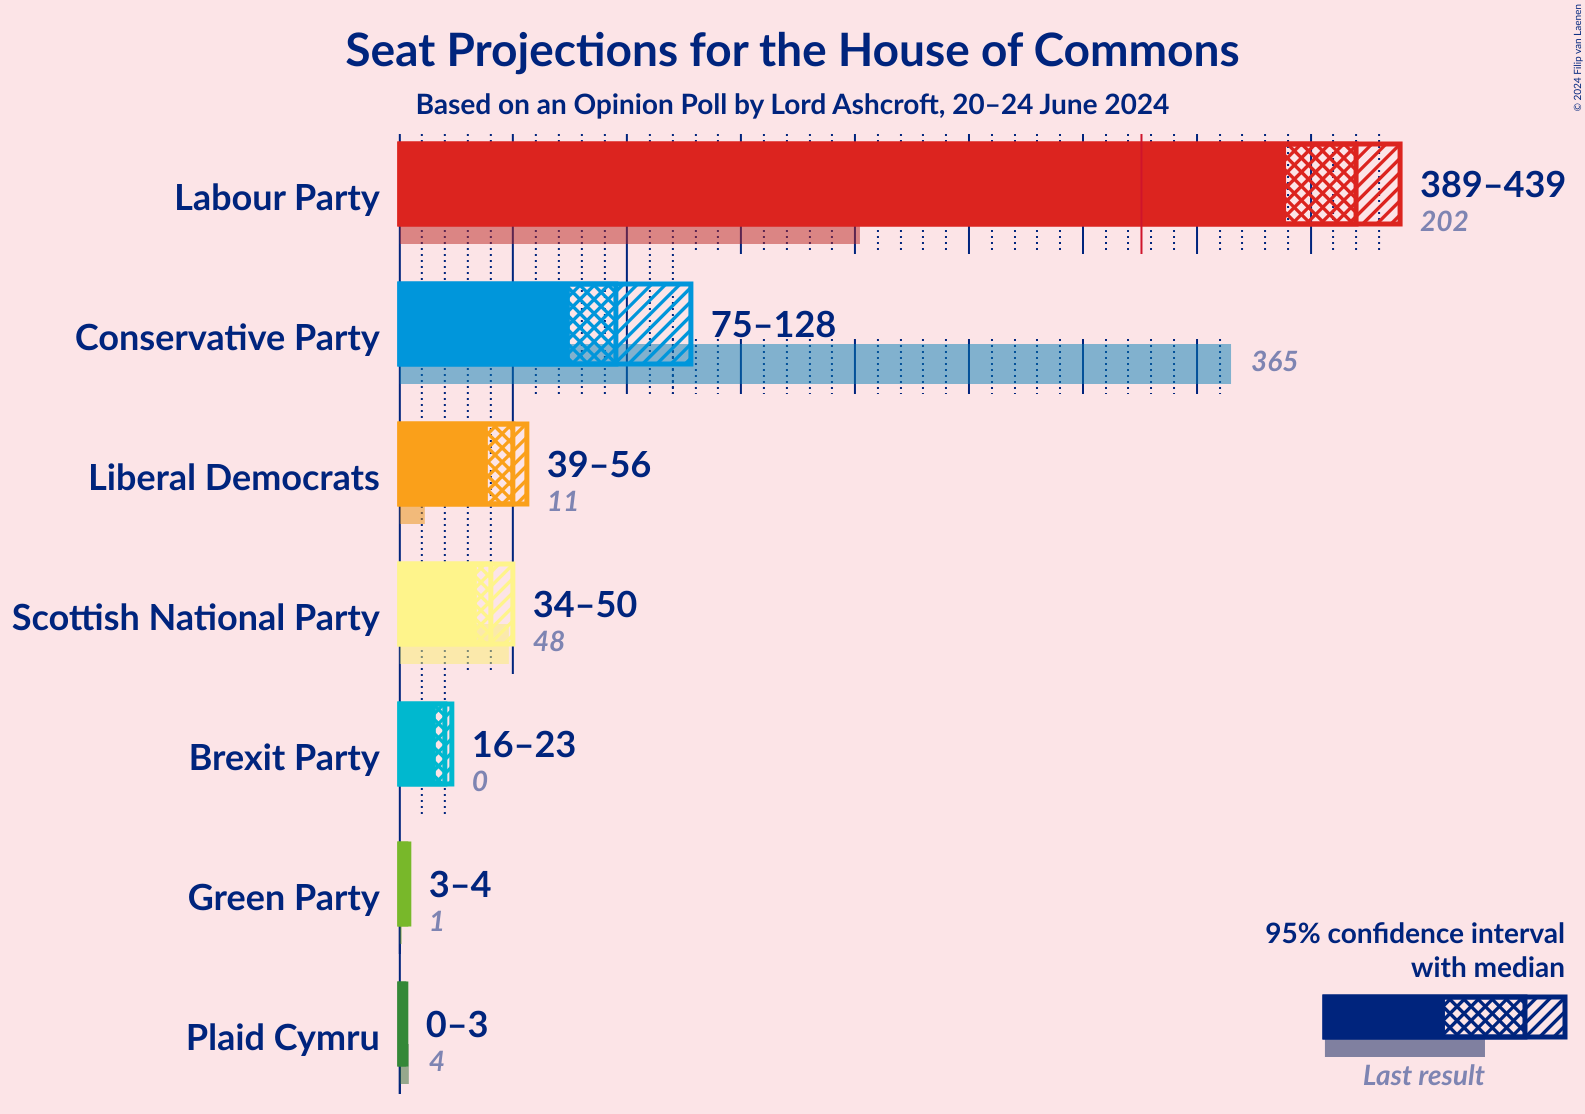 Seat Projections for the House of Commons
Based on an Opinion Poll by Lord Ashcroft, 20–24 June 2024
© 2024 Filip van Laenen
Labour Party
389–439
202
Conservative Party
75–128
365
Liberal Democrats
39–56
11
Scottish National Party
34–50
48
Brexit Party
16–23
0
Green Party
3–4
1
Plaid Cymru
0–3
4
95% confidence interval
with median
Last result